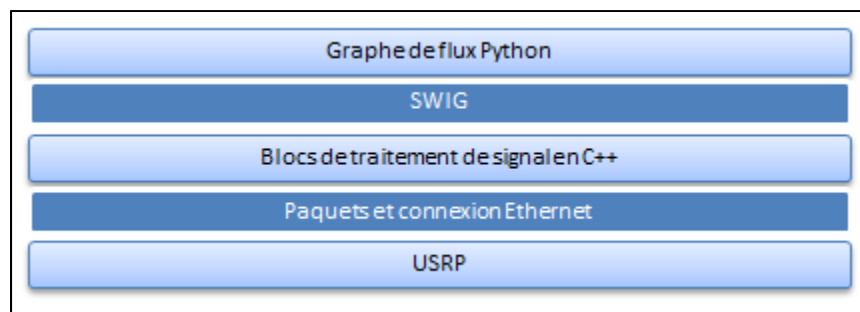 Graphe de flux Python
SWIG
Blocs de traitement de signal en C++
Paquets et connexion Ethernet
USRP